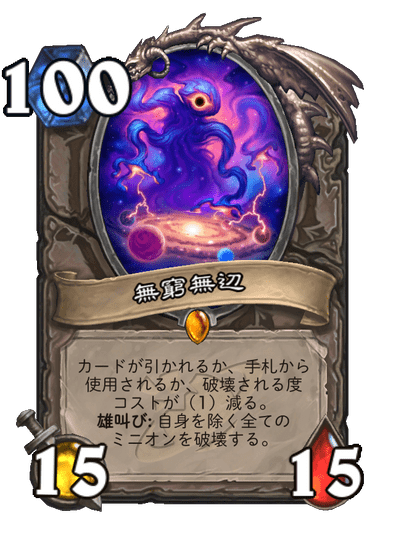 100
無窮無辺
カードが引かれるか、手札から
使用されるか、破壊される度
コストが（1）減る。
雄叫び: 自身を除く全ての
ミニオンを破壊する。
15
15